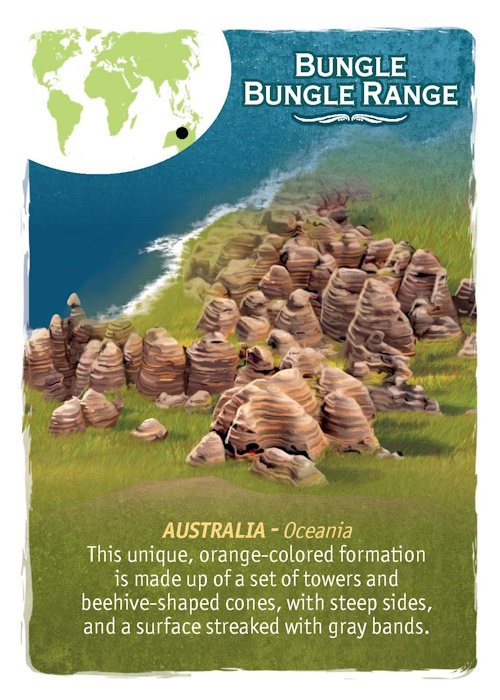 BUNGLE
BUNGLE RANGE
AUSTRALIA - Oceania
This unique, orange-colored formation
is made up of a set of towers and
beehive-shaped cones, with steep sides,
and a surface streaked with gray bands.